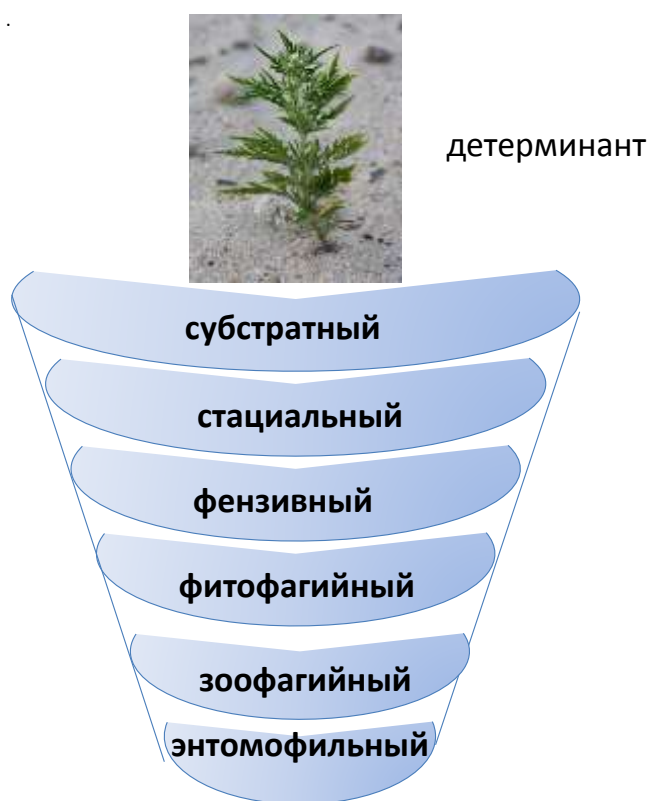 .
детерминант
субстратный
стациальный
фензивный
фитофагийный
зоофагийный
энтомофильный